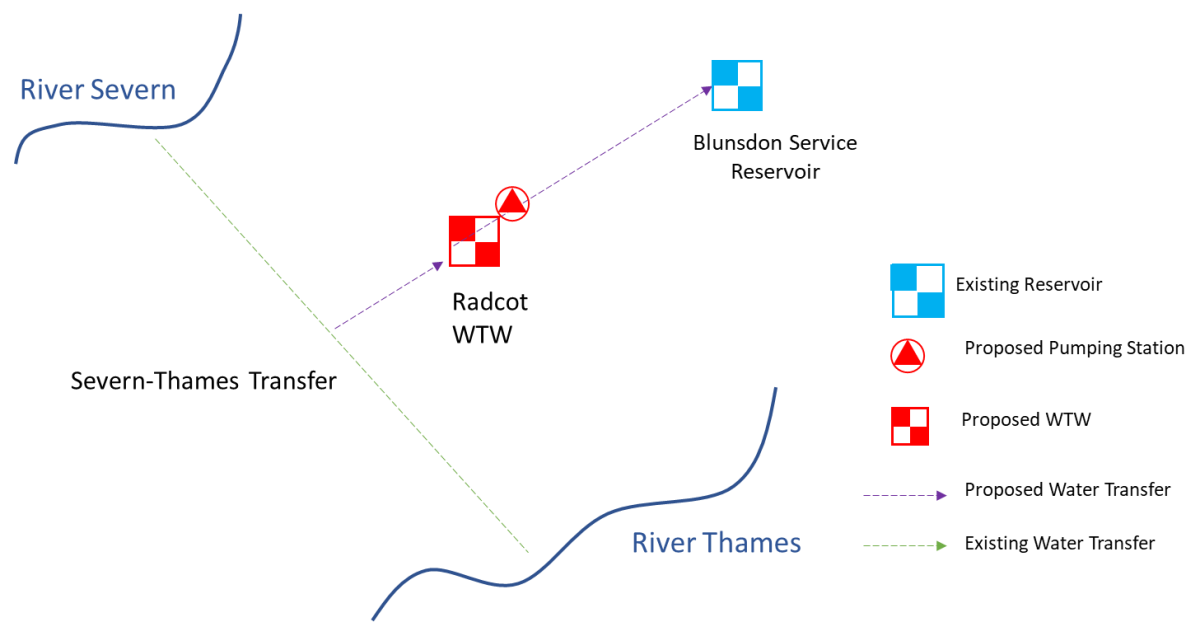 River Severn
Blunsdon Service
Reservoir
Radcot
WTW
Severn-Thames Transfer
River Thames
Existing Reservoir
Proposed Pumping Station
Proposed WTW
Proposed Water Transfer
Existing Water Transfer